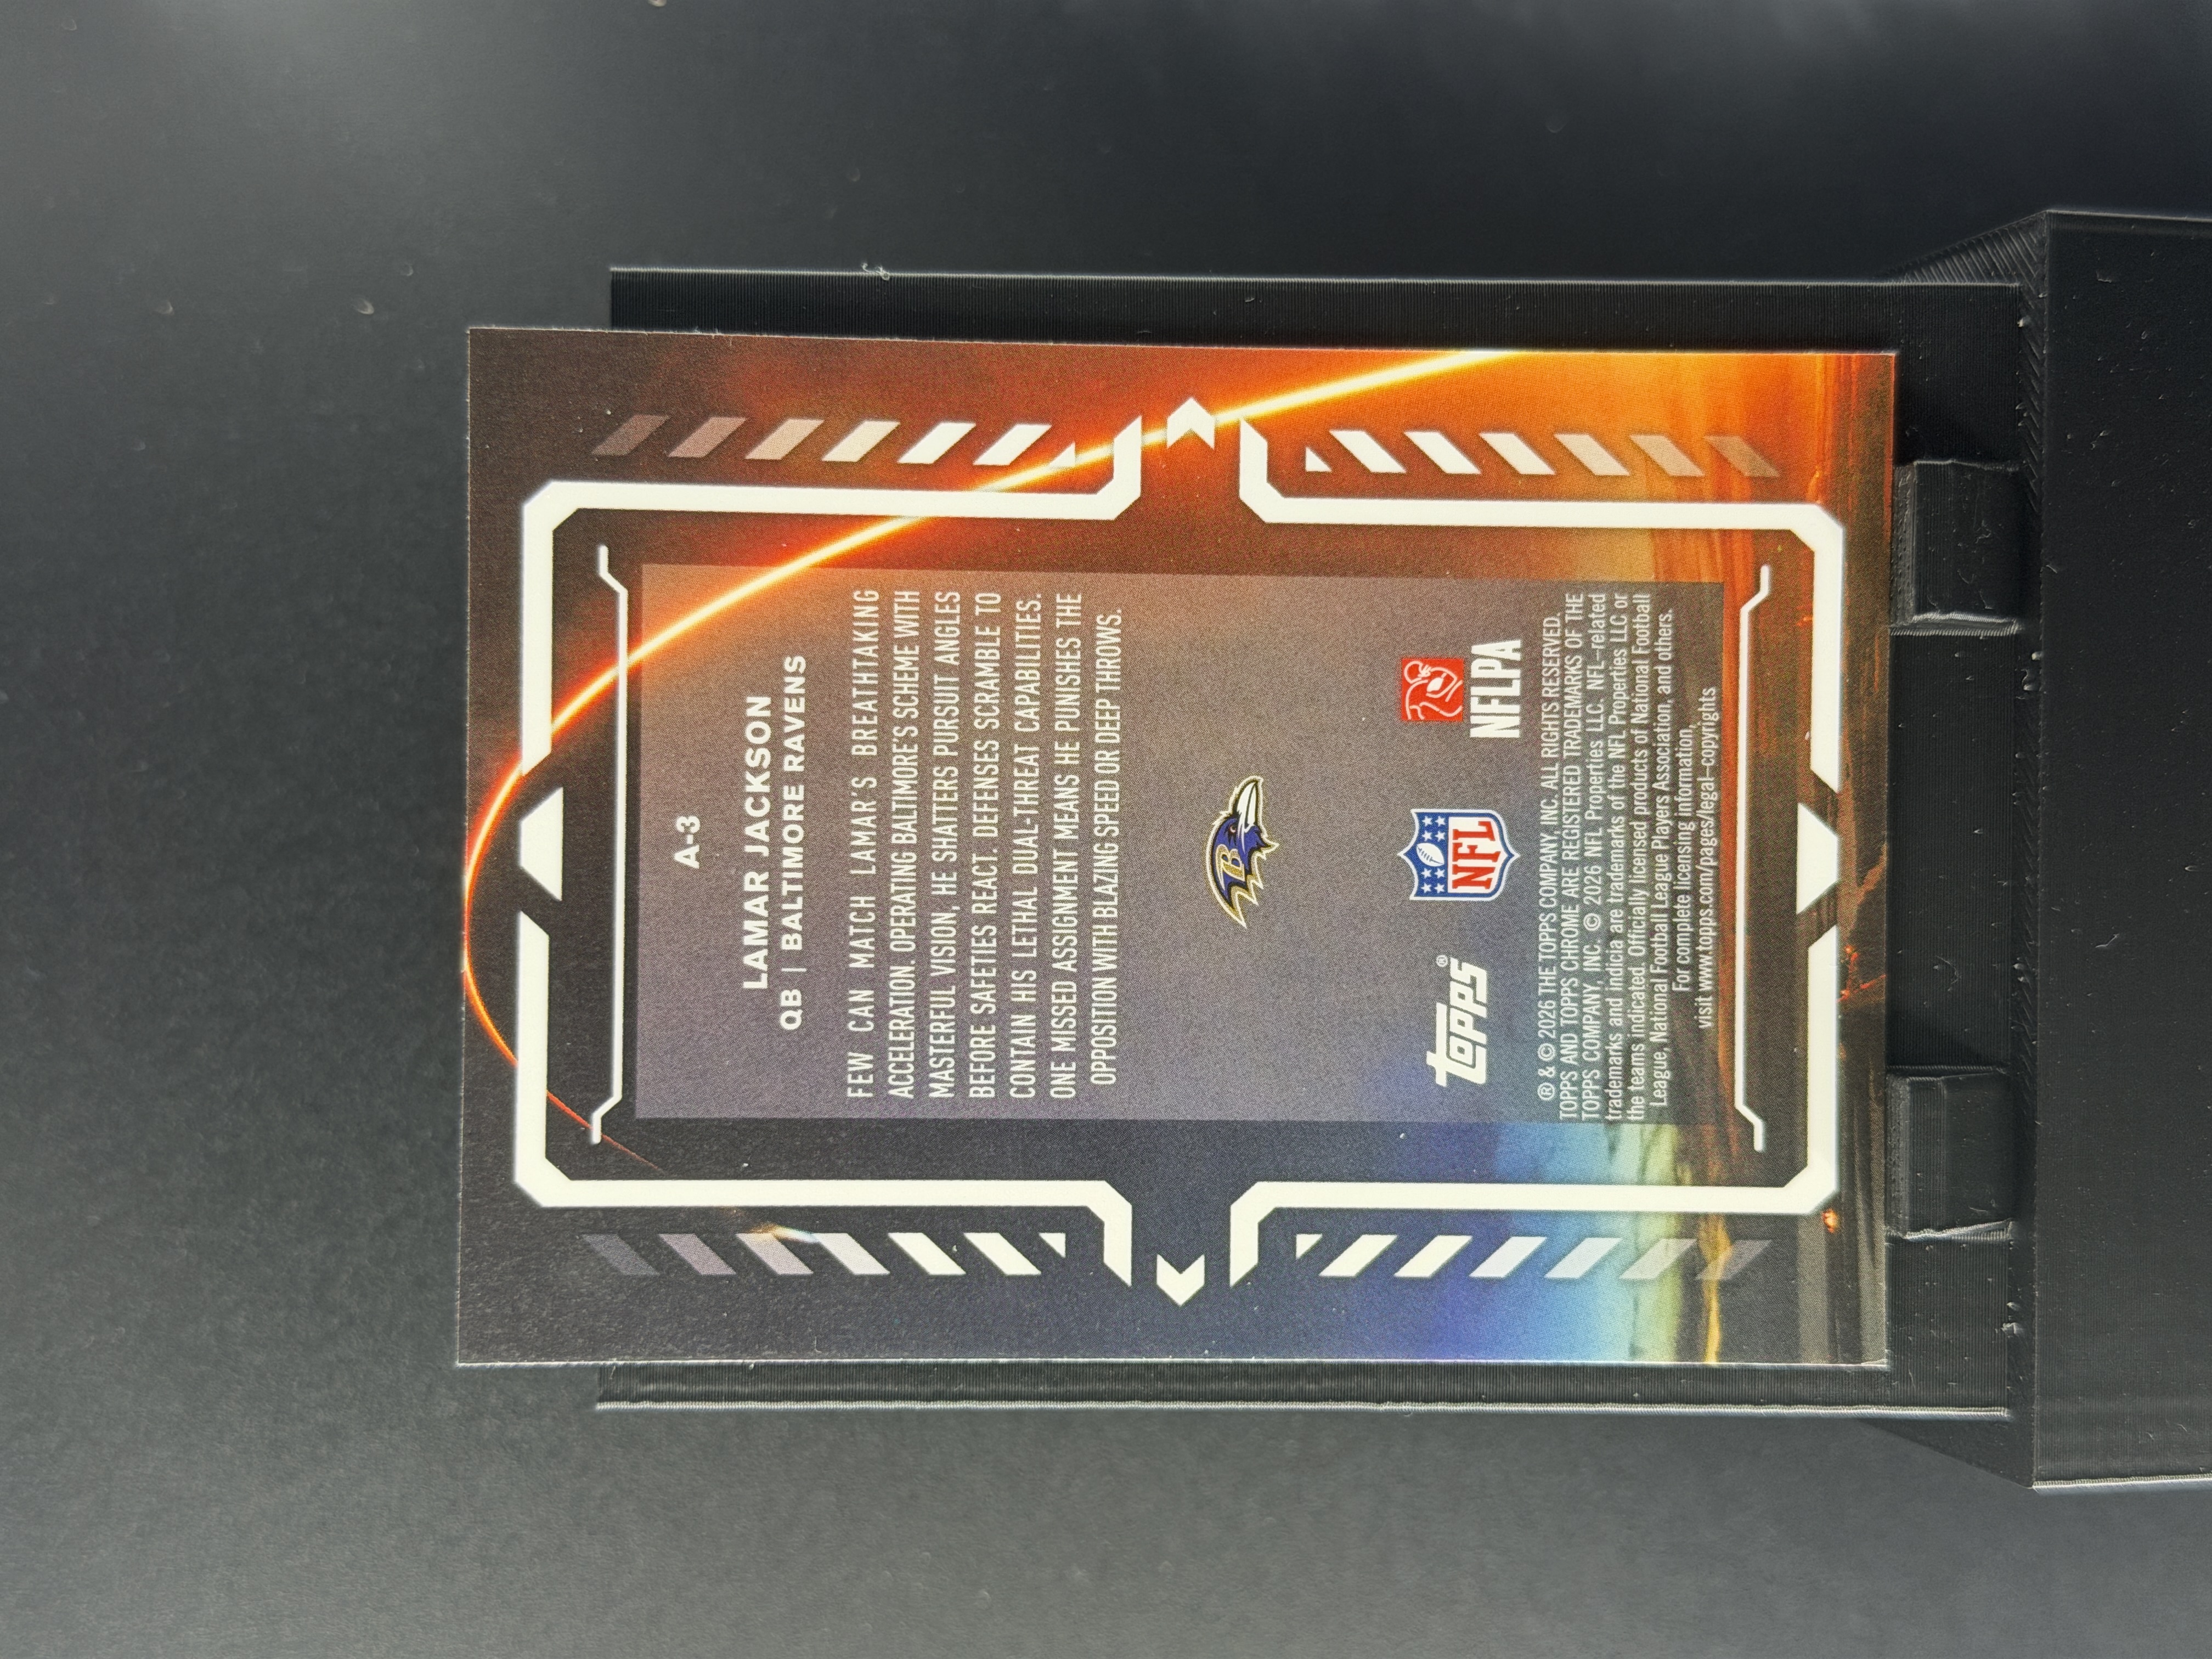 A-3
LAMAR JACKSON
QB | BALTIMORE RAVENS
FEW CAN MATCH LAMAR'S BREATHTAKING
ACCELERATION. OPERATING BALTIMORE'S SCHEME WITH
MASTERFUL VISION, HE SHATTERS PURSUIT ANGLES
BEFORE SAFETIES REACT. DEFENSES SCRAMBLE TO
CONTAIN HIS LETHAL DUAL-THREAT CAPABILITIES.
ONE MISSED ASSIGNMENT MEANS HE PUNISHES THE
OPPOSITION WITH BLAZING SPEED OR DEEP THROWS.
B
Topps® NFL NFLPA
® & © 2026 THE TOPPS COMPANY, INC. ALL RIGHTS RESERVED.
TOPPS AND TOPPS CHROME ARE REGISTERED TRADEMARKS OF THE
TOPPS COMPANY, INC. © 2026 NFL Properties LLC. NFL–related
trademarks and indicia are trademarks of the NFL Properties LLC or
the teams indicated. Officially licensed products of National Football
League, National Football League Players Association, and others.
For complete licensing information,
visit www.topps.com/pages/legal–copyrights